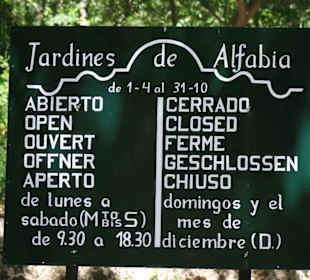 Jardines de Alfabia
de 1-4 al 31-10
ABIERTO
OPEN
OUVERT
OFFNER
APERTO
de lunes a
sabado (MTO BIS S)
de 9.30 a 18.30
CERRADO
CLOSED
FERME
GESCHLOSSEN
CHIUSO
domingos y el
mes de
diciembre (D.)